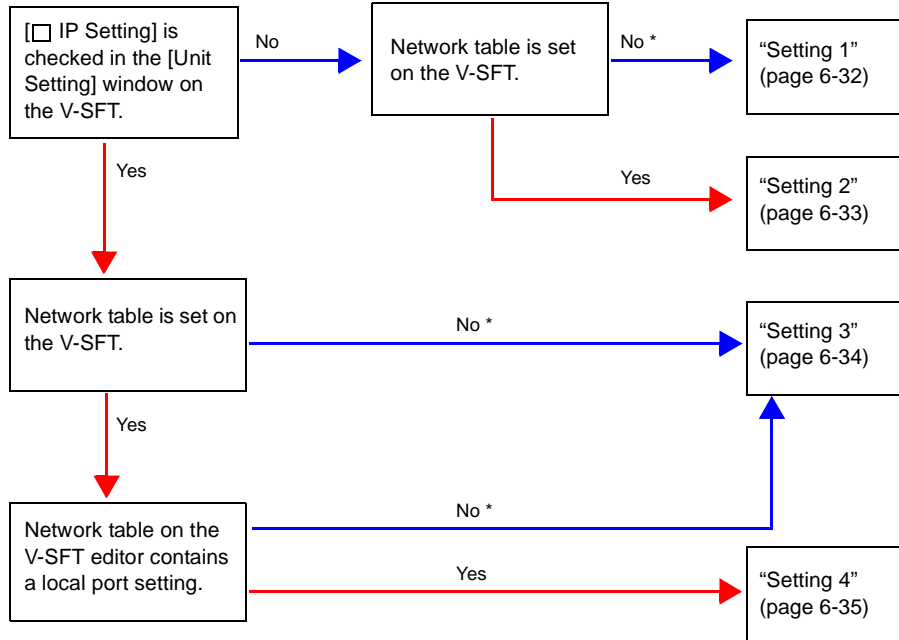 [□ IP Setting] is
checked in the [Unit
Setting] window on
the V-SFT.
No
Network table is set
on the V-SFT.
No *
“Setting 1”
(page 6-32)
Yes
Yes
“Setting 2”
(page 6-33)
Network table is set on
the V-SFT.
No *
“Setting 3”
(page 6-34)
Yes
Network table on the
V-SFT editor contains
a local port setting.
No *
Yes
“Setting 4”
(page 6-35)